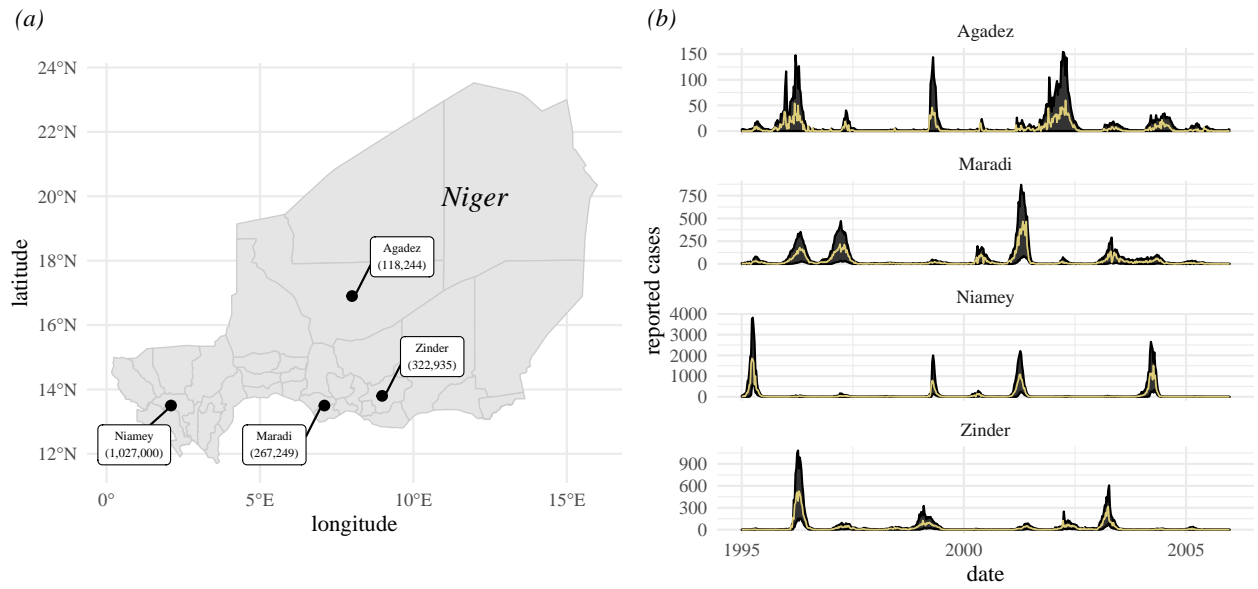 (a)
24°N
22°N
20°N
18°N
16°N
14°N
12°N
latitude
Niger
Agadez
(118,244)
Zinder
(322,935)
Niamey
(1,027,000)
Maradi
(267,249)
0°
5°E
10°E
15°E
longitude
(b)
reported cases
Agadez
150
100
50
0
Maradi
750
500
250
0
Niamey
4000
3000
2000
1000
0
Zinder
900
600
300
0
1995
2000
2005
date